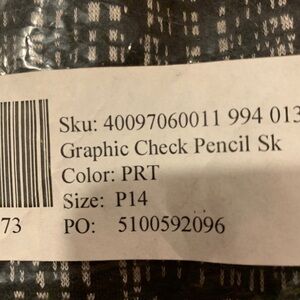 Sku: 40097060011 994 013
Graphic Check Pencil Sk
Color: PRT
Size: P14
73 PO: 5100592096